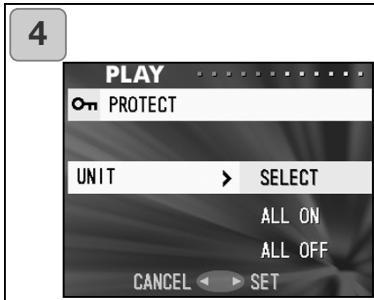 4
PLAY
PROTECT
UNIT > SELECT
ALL ON
ALL OFF
CANCEL ◄ ► SET